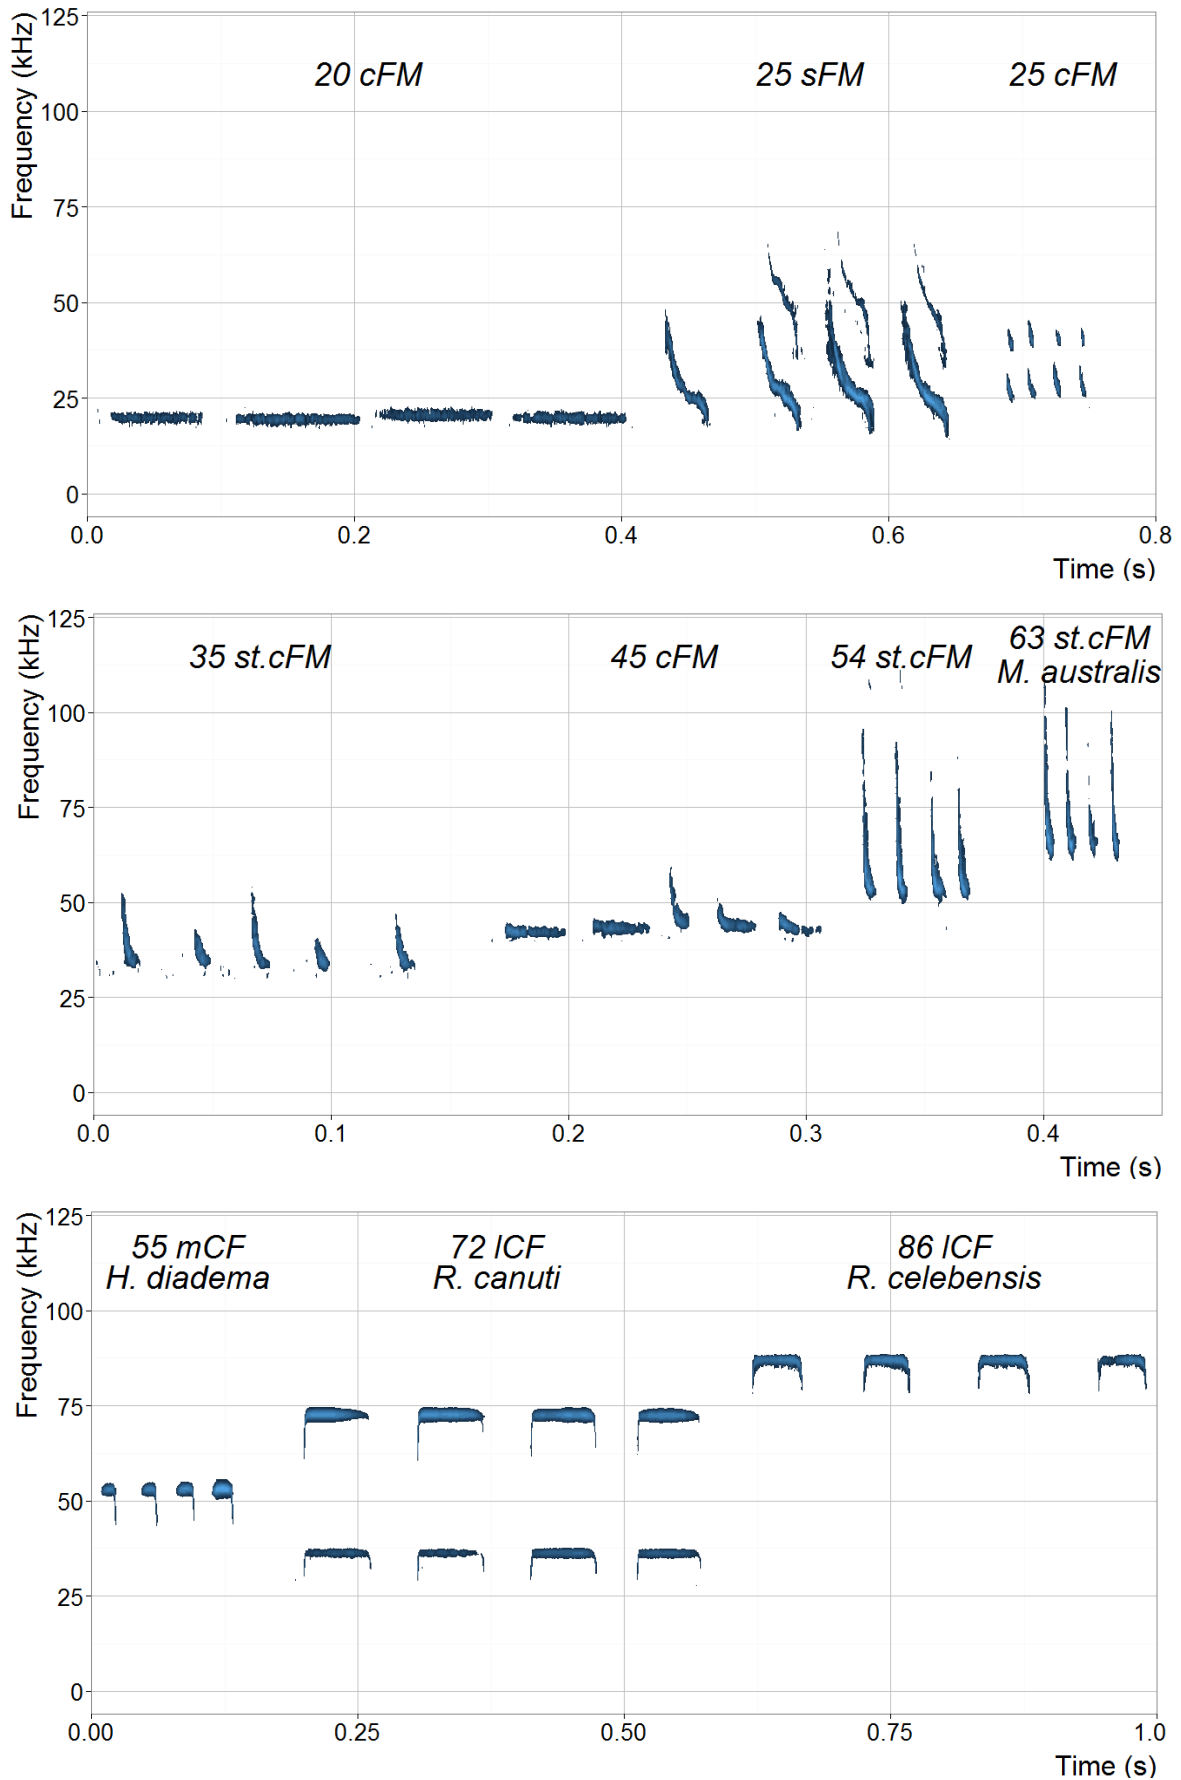 125
20 cFM
25 sFM
25 cFM
100
75
50
25
0
Frequency (kHz)
0.0
0.2
0.4
0.6
0.8
Time (s)
125
35 st.cFM
45 cFM
54 st.cFM
63 st.cFM
M. australis
100
75
50
25
0
Frequency (kHz)
0.0
0.1
0.2
0.3
0.4
Time (s)
125
55 mCF
H. diadema
72 lCF
R. canuti
86 lCF
R. celebensis
100
75
50
25
0
Frequency (kHz)
0.00
0.25
0.50
0.75
1.0
Time (s)